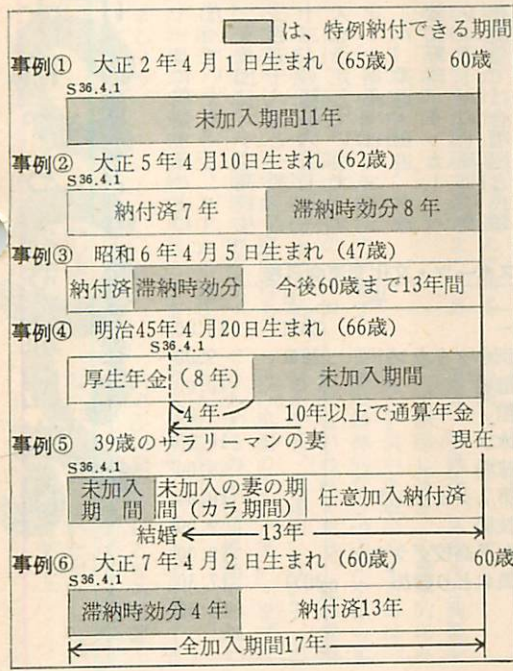 は、特例納付できる期間
事例① 大正2年4月1日生まれ（65歳） 60歳
S36.4.1
未加入期間11年
事例② 大正5年4月10日生まれ（62歳）
S36.4.1
納付済7年 滞納時効分8年
事例③ 昭和6年4月5日生まれ（47歳）
納付済 滞納時効分 今後60歳まで13年間
事例④ 明治45年4月20日生まれ（66歳）
S36.4.1
厚生年金（8年） 未加入期間
4年 10年以上で通算年金
事例⑤ 39歳のサラリーマンの妻 現在
S36.4.1
未加入 未加入の妻の期 任意加入納付済
期間 間（カラ期間）
結婚 13年
事例⑥ 大正7年4月2日生まれ（60歳） 60歳
S36.4.1
滞納時効分4年 納付済13年
全加入期間17年